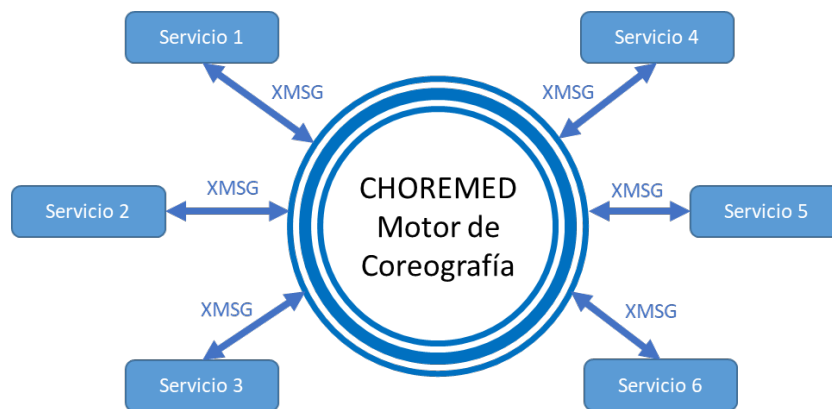 Servicio 1
Servicio 4
XMSG
XMSG
CHOREMED
Motor de
Coreografía
XMSG
XMSG
Servicio 2
Servicio 5
XMSG
XMSG
Servicio 3
Servicio 6